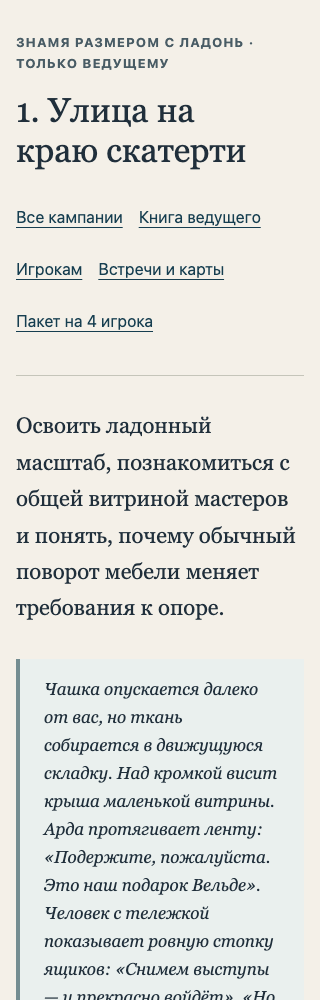 ЗНАМЯ РАЗМЕРОМ С ЛАДОНЬ ·
ТОЛЬКО ВЕДУЩЕМУ
1. Улица на
краю скатерти
Все кампании Книга ведущего
Игрокам Встречи и карты
Пакет на 4 игрока
Освоить ладонный
масштаб, познакомиться с
общей витриной мастеров
и понять, почему обычный
поворот мебели меняет
требования к опоре.
Чашка опускается далеко
от вас, но ткань
собирается в движущуюся
складку. Над кромкой висит
крыша маленькой витрины.
Арда протягивает ленту:
«Подержите, пожалуйста.
Это наш подарок Вельде».
Человек с тележкой
показывает ровную стопку
ящиков: «Снимем выступы
— и прекрасно войдёт». «Но